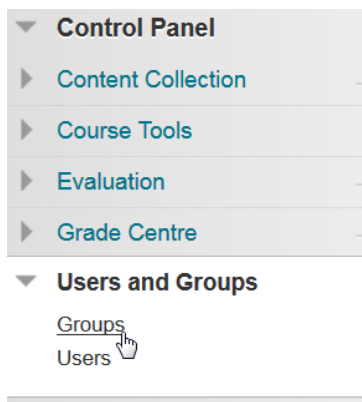 Control Panel
Content Collection
Course Tools
Evaluation
Grade Centre
Users and Groups
Groups
Users